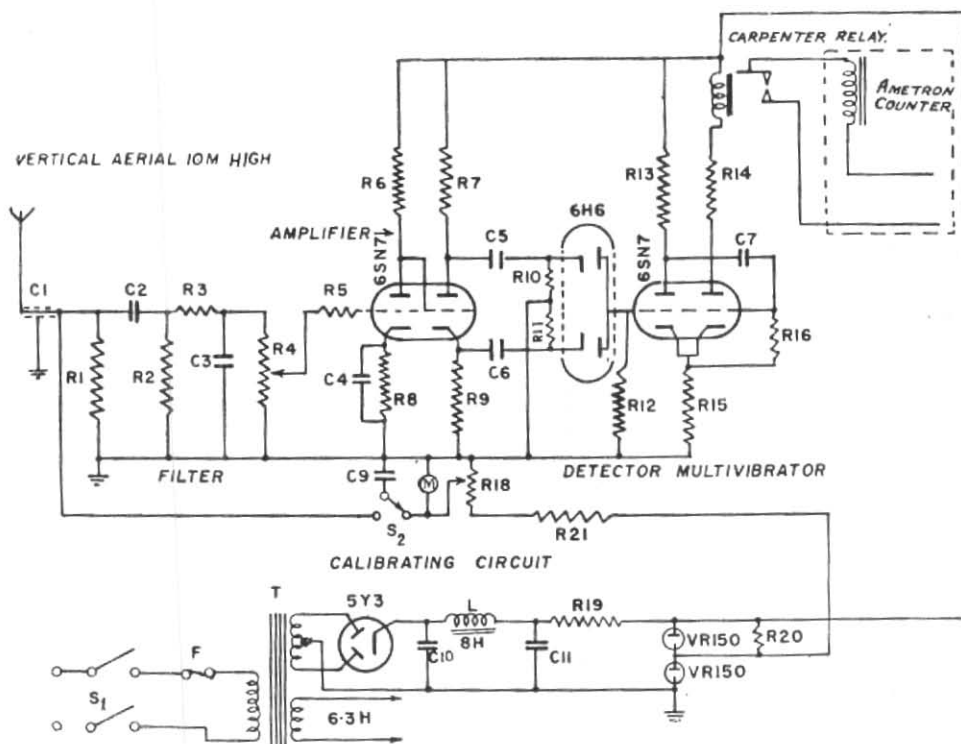 CARPENTER RELAY.
AMETRON
COUNTER
VERTICAL AERIAL 10M HIGH
R6
R7
R13
R14
AMPLIFIER
6SN7
C5
6H6
6SN7
C7
C1
C2
R3
R5
R10
R11
R16
R1
R2
C3
R4
C4
R8
R9
C6
R12
R15
FILTER
C9
M
R18
DETECTOR MULTIVIBRATOR
S2
R21
CALIBRATING CIRCUIT
T
5Y3
L
8H
R19
C10
C11
VR150
R20
VR150
F
S1
6·3H